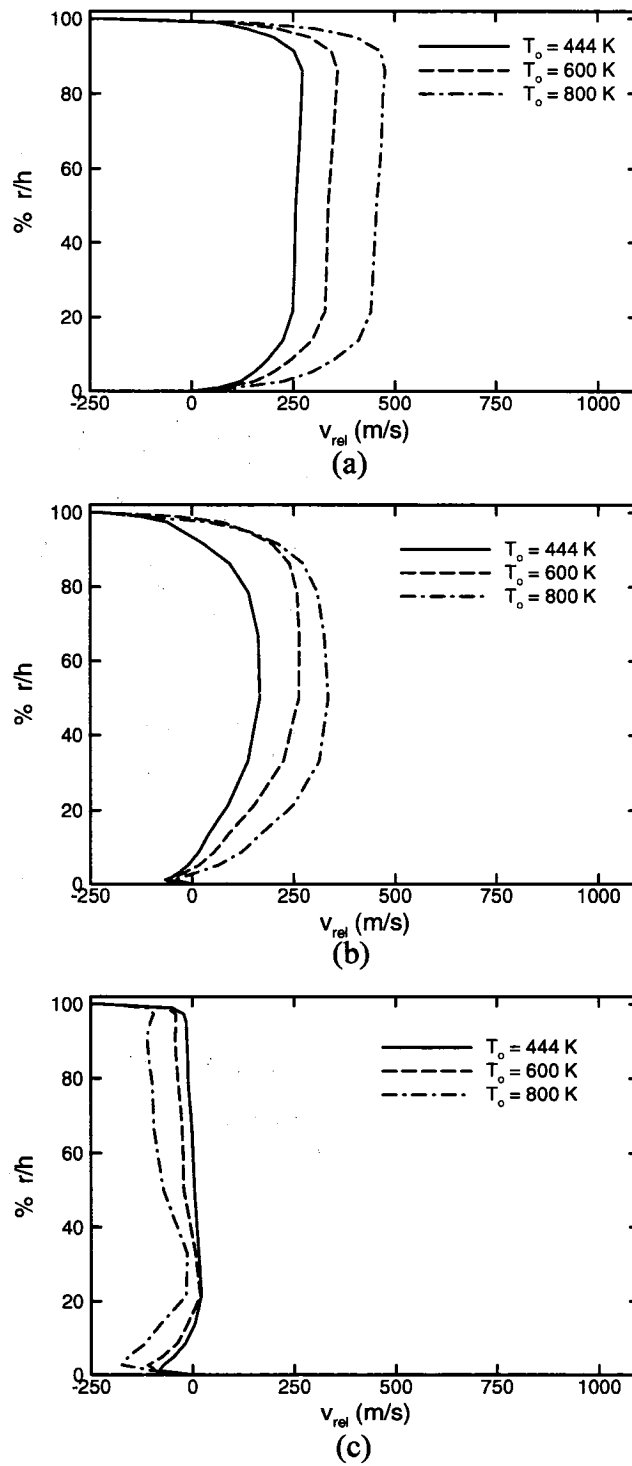 100
80
60
40
20
0
% r/h
T_o = 444 K
T_o = 600 K
T_o = 800 K
-250 0 250 500 750 1000
v_rel (m/s)
(a)
100
80
60
40
20
0
% r/h
T_o = 444 K
T_o = 600 K
T_o = 800 K
-250 0 250 500 750 1000
v_rel (m/s)
(b)
100
80
60
40
20
0
% r/h
T_o = 444 K
T_o = 600 K
T_o = 800 K
-250 0 250 500 750 1000
v_rel (m/s)
(c)